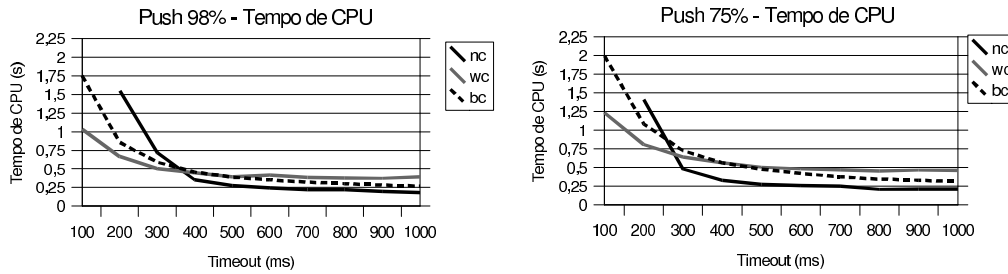 Push 98% - Tempo de CPU
2,25
2
1,75
1,5
1,25
1
0,75
0,5
0,25
0
Tempo de CPU (s)
100 200 300 400 500 600 700 800 900 1000
Timeout (ms)
nc
wc
bc
Push 75% - Tempo de CPU
2,25
2
1,75
1,5
1,25
1
0,75
0,5
0,25
0
Tempo de CPU (s)
100 200 300 400 500 600 700 800 900 1000
Timeout (ms)
nc
wc
bc